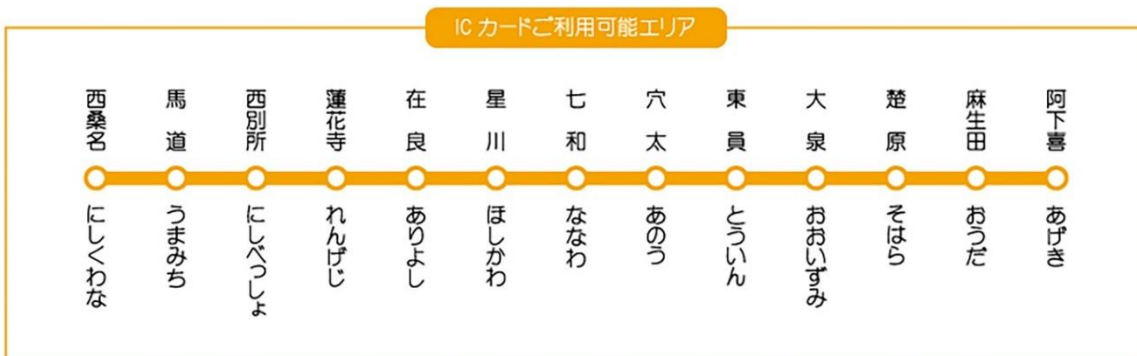 IC カードご利用可能エリア
西桑名
馬道
西別所
蓮花寺
在良
星川
七和
穴太
東員
大泉
楚原
麻生田
阿下喜
にしくわな
うまみち
にしべっしょ
れんげじ
ありよし
ほしかわ
ななわ
あのう
とういん
おおいずみ
そはら
おうだ
あげき